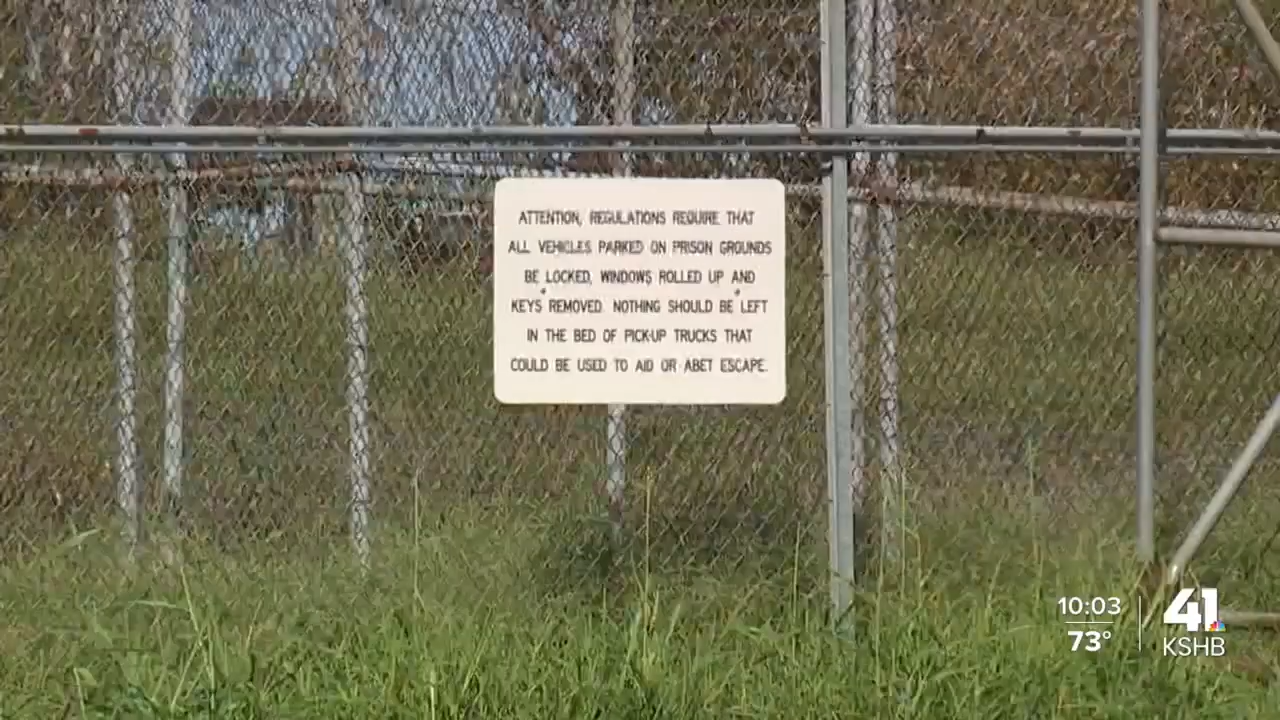 ATTENTION, REGULATIONS REQUIRE THAT
ALL VEHICLES PARKED ON PRISON GROUNDS
BE LOCKED, WINDOWS ROLLED UP AND
KEYS REMOVED. NOTHING SHOULD BE LEFT
IN THE BED OF PICK-UP TRUCKS THAT
COULD BE USED TO AID OR ABET ESCAPE.
10:03
73°
41
KSHB